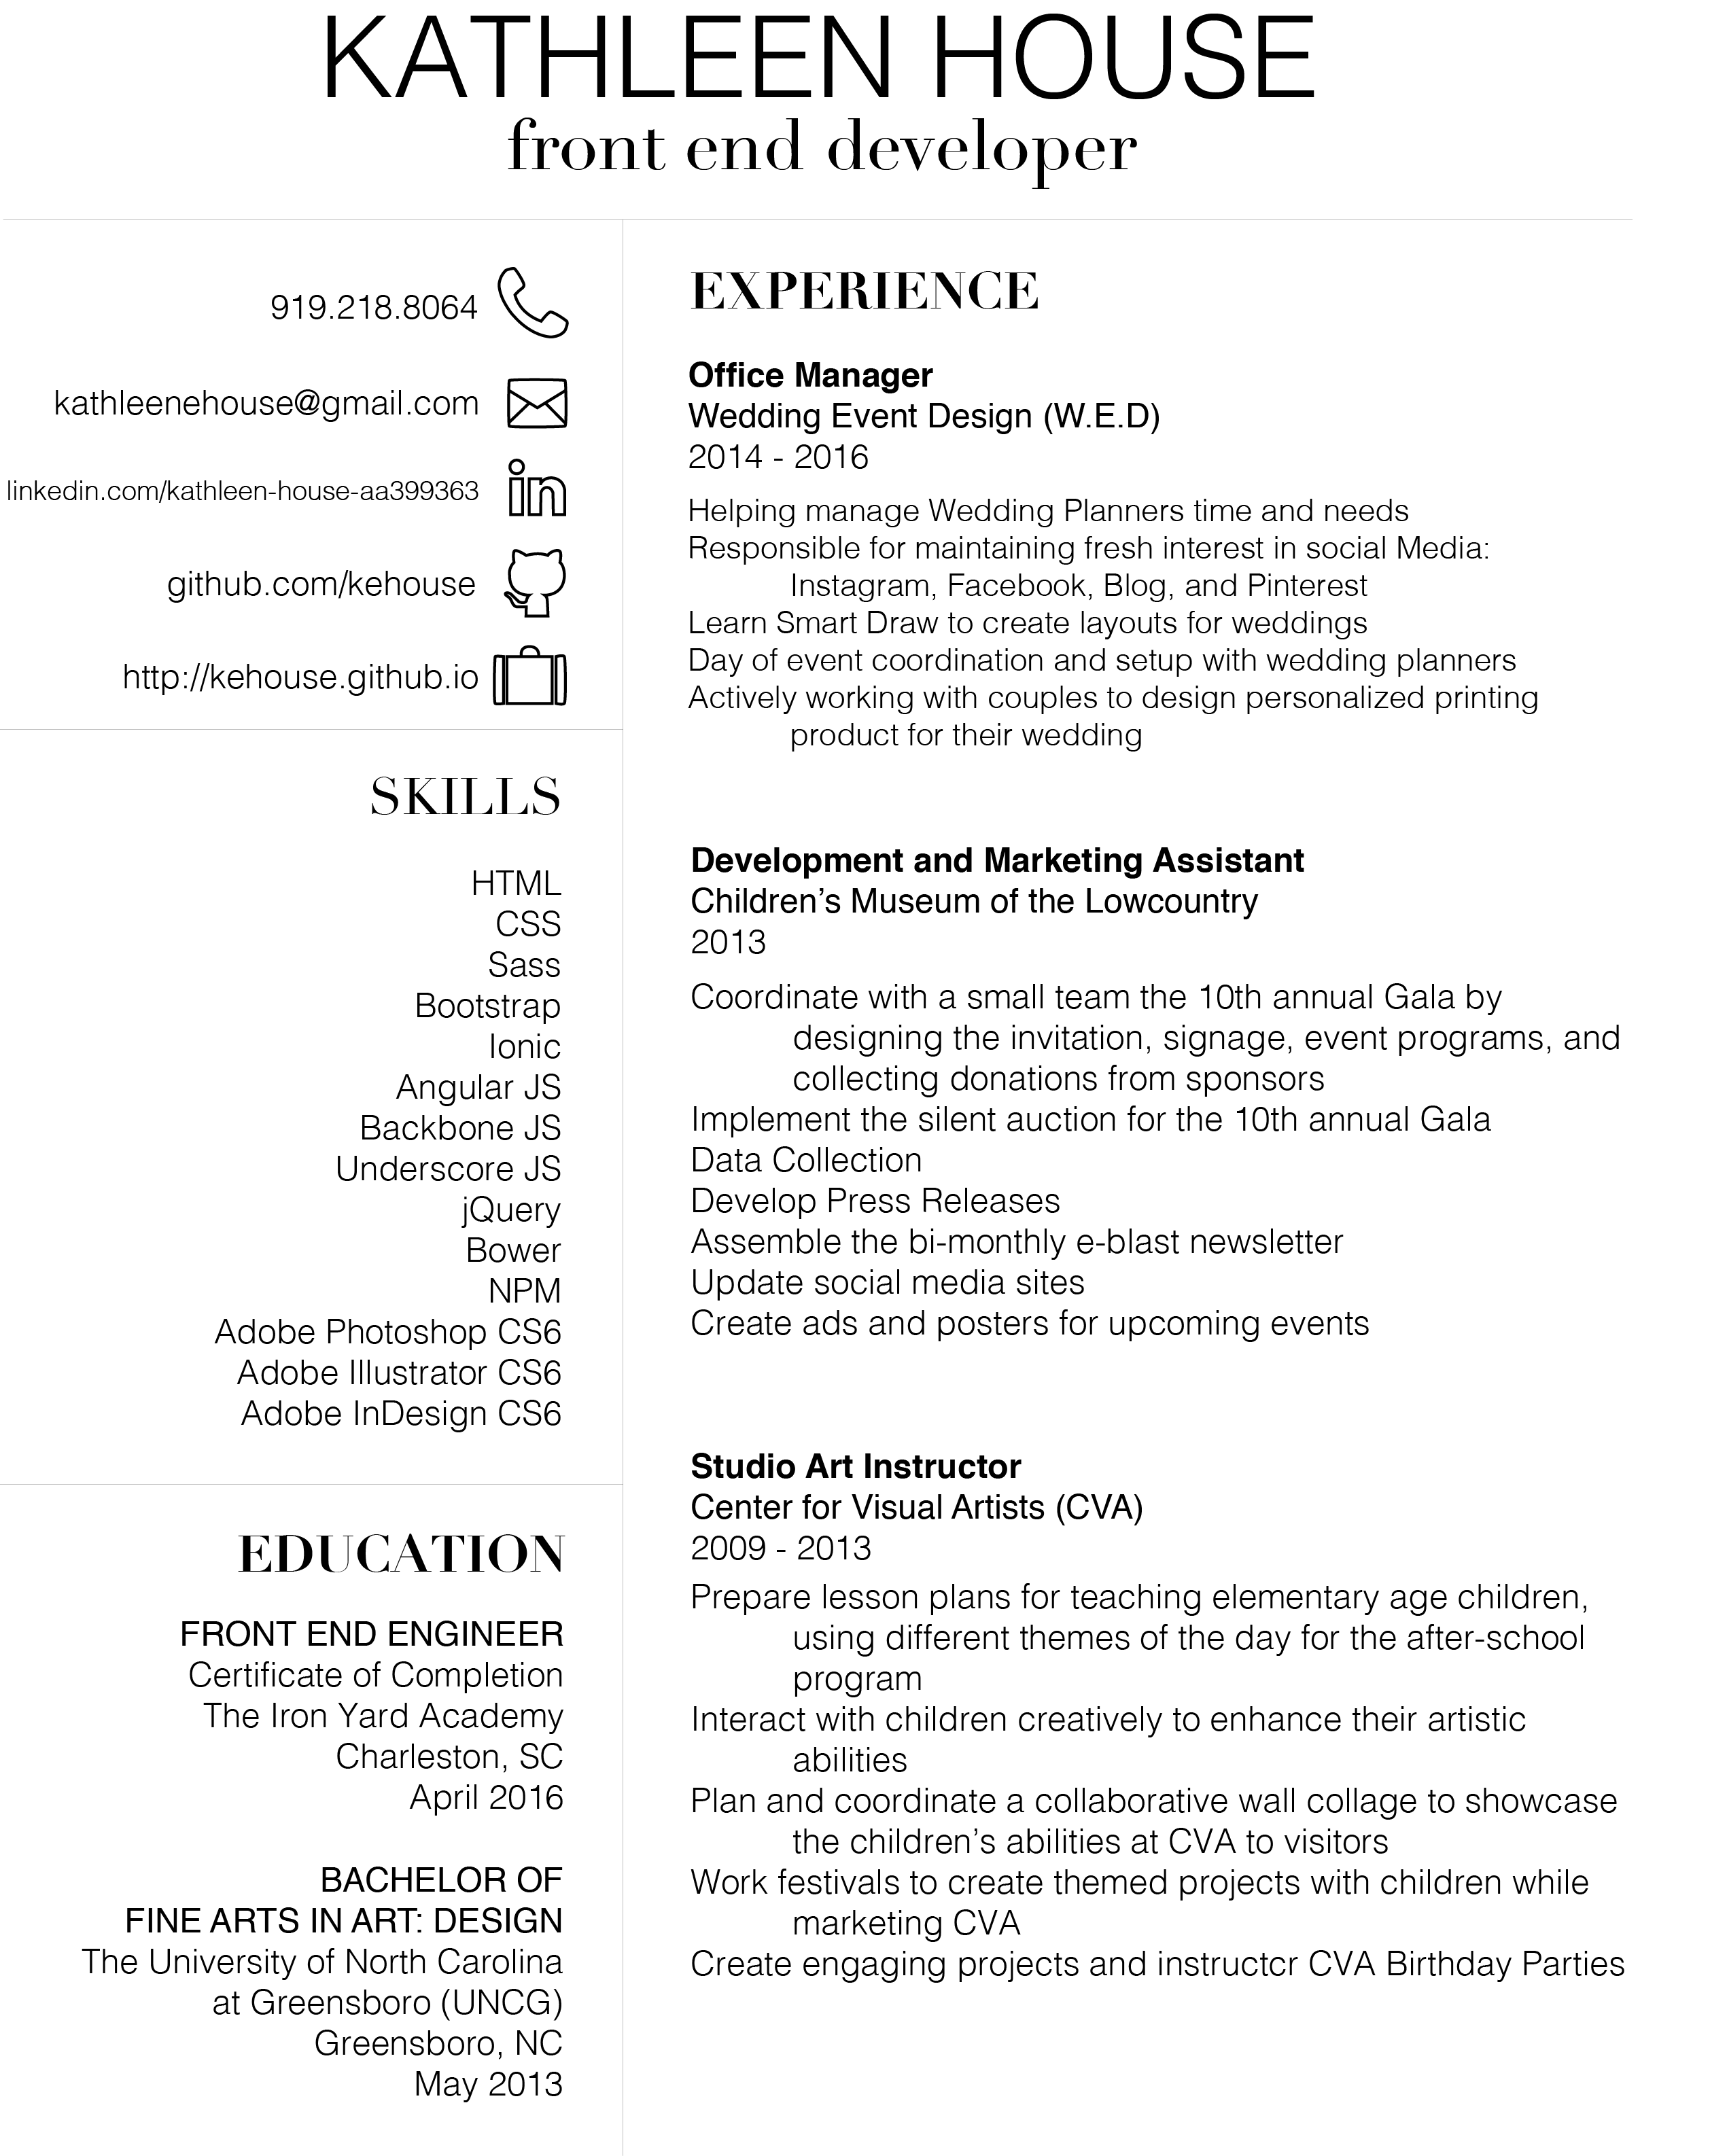 KATHLEEN HOUSE
front end developer
919.218.8064
kathleenehouse@gmail.com
linkedin.com/kathleen-house-aa399363
github.com/kehouse
http://kehouse.github.io
SKILLS
HTML
CSS
Sass
Bootstrap
Ionic
Angular JS
Backbone JS
Underscore JS
jQuery
Bower
NPM
Adobe Photoshop CS6
Adobe Illustrator CS6
Adobe InDesign CS6
EDUCATION
FRONT END ENGINEER
Certificate of Completion
The Iron Yard Academy
Charleston, SC
April 2016
BACHELOR OF
FINE ARTS IN ART: DESIGN
The University of North Carolina
at Greensboro (UNCG)
Greensboro, NC
May 2013
EXPERIENCE
Office Manager
Wedding Event Design (W.E.D)
2014 - 2016
Helping manage Wedding Planners time and needs
Responsible for maintaining fresh interest in social Media:
Instagram, Facebook, Blog, and Pinterest
Learn Smart Draw to create layouts for weddings
Day of event coordination and setup with wedding planners
Actively working with couples to design personalized printing
product for their wedding
Development and Marketing Assistant
Children’s Museum of the Lowcountry
2013
Coordinate with a small team the 10th annual Gala by
designing the invitation, signage, event programs, and
collecting donations from sponsors
Implement the silent auction for the 10th annual Gala
Data Collection
Develop Press Releases
Assemble the bi-monthly e-blast newsletter
Update social media sites
Create ads and posters for upcoming events
Studio Art Instructor
Center for Visual Artists (CVA)
2009 - 2013
Prepare lesson plans for teaching elementary age children,
using different themes of the day for the after-school
program
Interact with children creatively to enhance their artistic
abilities
Plan and coordinate a collaborative wall collage to showcase
the children’s abilities at CVA to visitors
Work festivals to create themed projects with children while
marketing CVA
Create engaging projects and instructcr CVA Birthday Parties